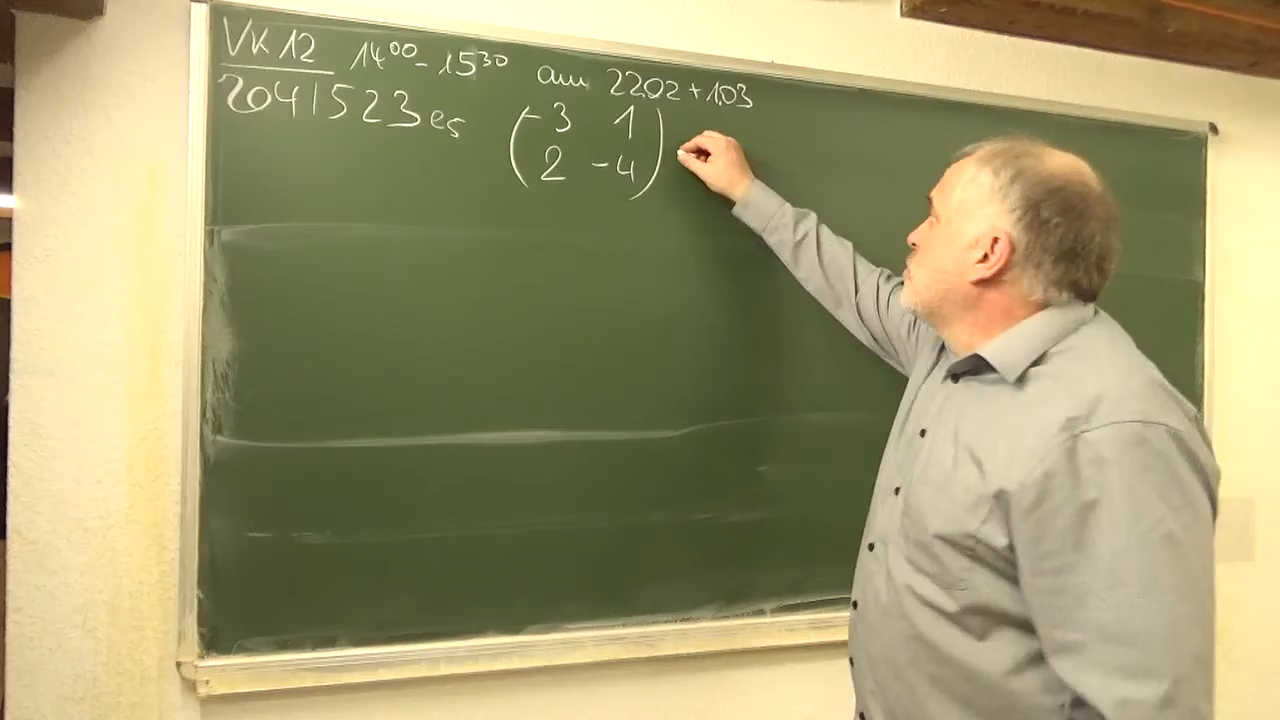 VK 12 14⁰⁰ - 15³⁰ am 22.02 + 1.03
2041523es
(-3 1)
(2 -4)